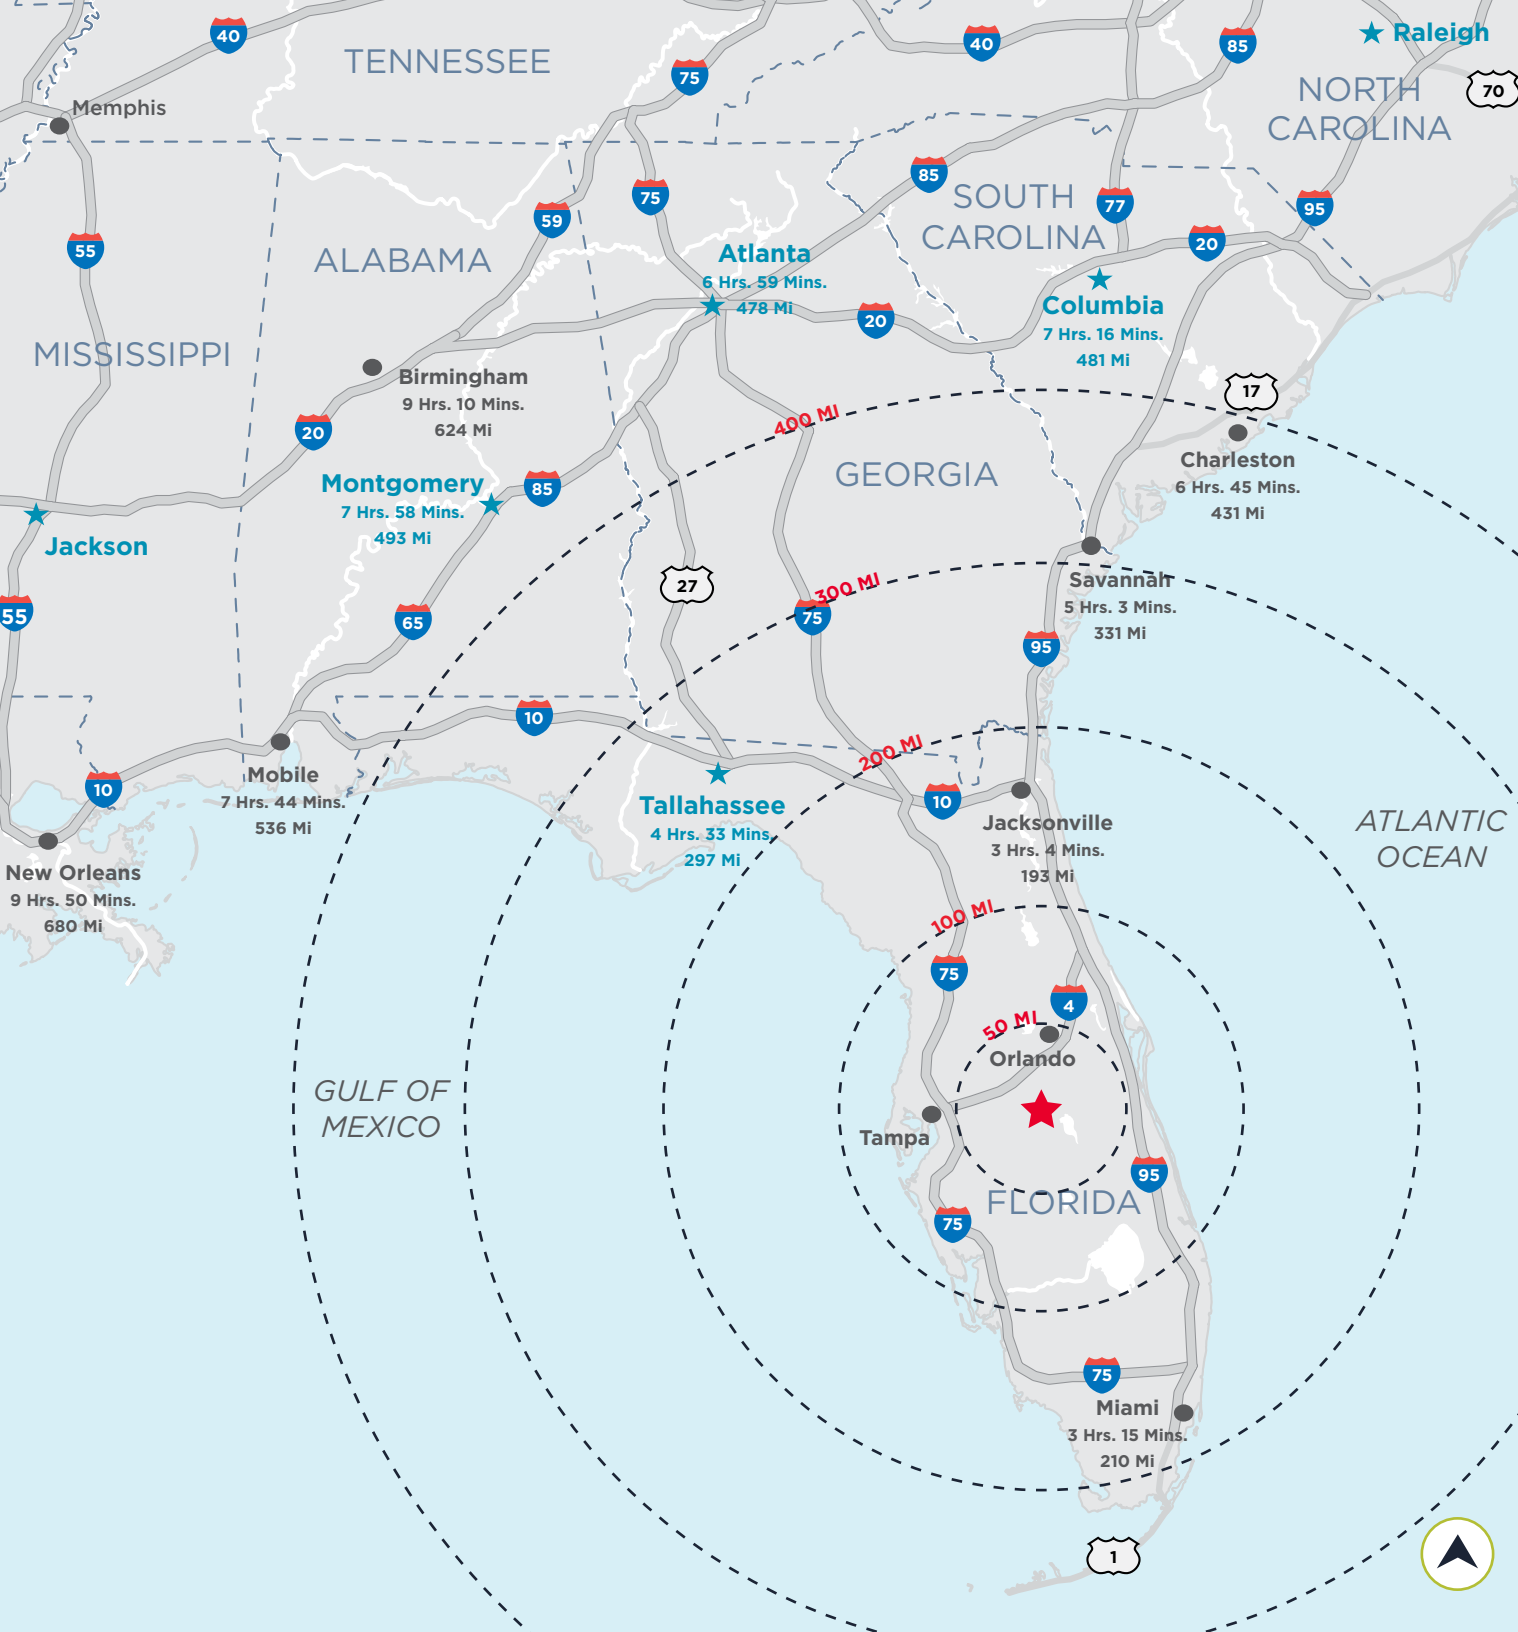 40
TENNESSEE
75
40
85
Raleigh
70
NORTH
CAROLINA
Memphis
55
59
75
85
SOUTH
CAROLINA
77
95
20
ALABAMA
Atlanta
6 Hrs. 59 Mins.
478 Mi
20
Columbia
7 Hrs. 16 Mins.
481 Mi
MISSISSIPPI
Birmingham
9 Hrs. 10 Mins.
624 Mi
20
17
400 MI
Charleston
6 Hrs. 45 Mins.
431 Mi
GEORGIA
Montgomery
7 Hrs. 58 Mins.
493 Mi
85
Jackson
55
65
27
300 MI
75
Savannah
5 Hrs. 3 Mins.
331 Mi
95
10
200 MI
10
Mobile
7 Hrs. 44 Mins.
536 Mi
10
Tallahassee
4 Hrs. 33 Mins.
297 Mi
Jacksonville
3 Hrs. 4 Mins.
193 Mi
ATLANTIC
OCEAN
New Orleans
9 Hrs. 50 Mins.
680 Mi
100 MI
75
4
50 MI
Orlando
GULF OF
MEXICO
Tampa
95
FLORIDA
75
75
Miami
3 Hrs. 15 Mins.
210 Mi
1